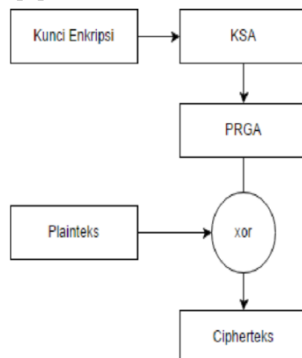 Kunci Enkripsi
KSA
PRGA
Plainteks
xor
Cipherteks